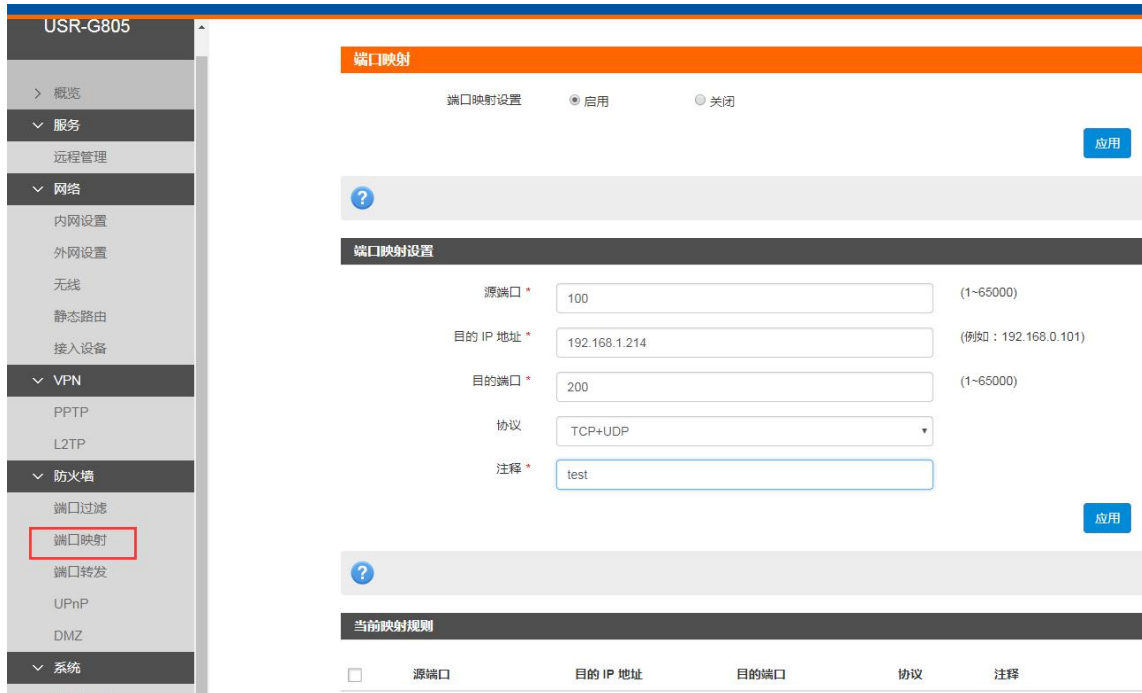 USR-G805
概览
服务
远程管理
网络
内网设置
外网设置
无线
静态路由
接入设备
VPN
PPTP
L2TP
防火墙
端口过滤
端口映射
端口转发
UPnP
DMZ
系统
端口映射
端口映射设置 启用 关闭
应用
端口映射设置
源端口 * 100 (1~65000)
目的 IP 地址 * 192.168.1.214 (例如：192.168.0.101)
目的端口 * 200 (1~65000)
协议 TCP+UDP
注释 * test
应用
当前映射规则
源端口 目的 IP 地址 目的端口 协议 注释